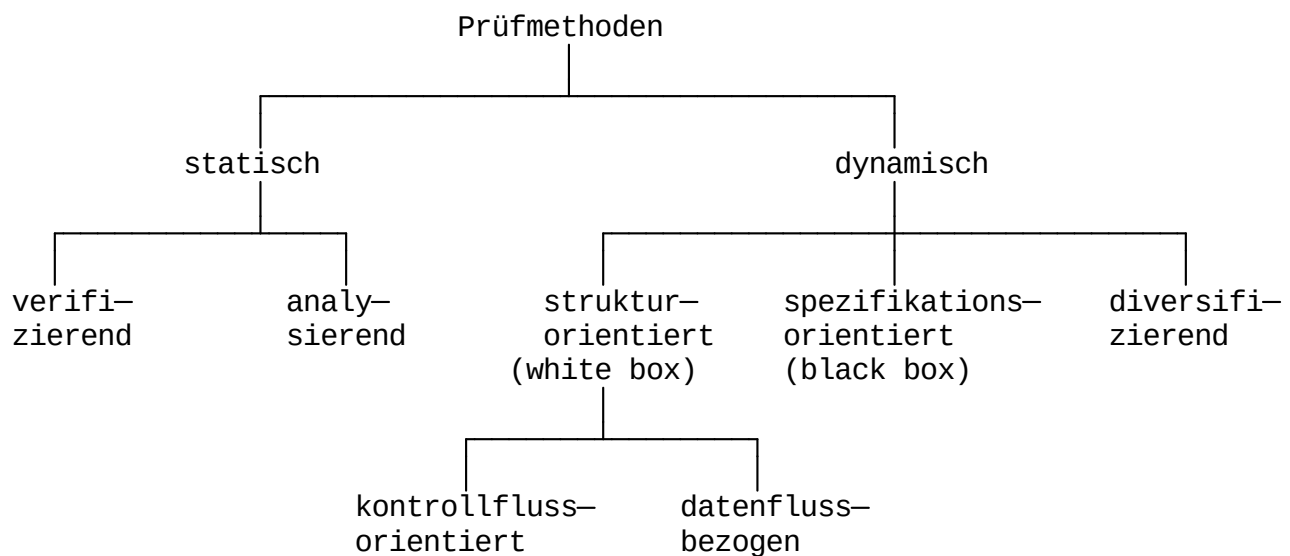 Prüfmethoden
statisch
dynamisch
verifi—
zierend
analy—
sierend
struktur—
orientiert
(white box)
spezifikations—
orientiert
(black box)
diversifi—
zierend
kontrollfluss—
orientiert
datenfluss—
bezogen